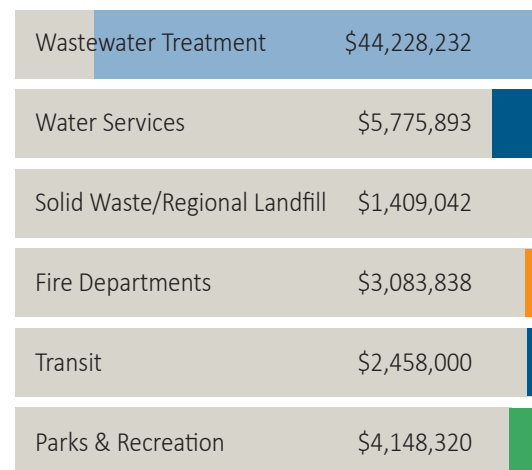 Wastewater Treatment $44,228,232
Water Services $5,775,893
Solid Waste/Regional Landfill $1,409,042
Fire Departments $3,083,838
Transit $2,458,000
Parks & Recreation $4,148,320